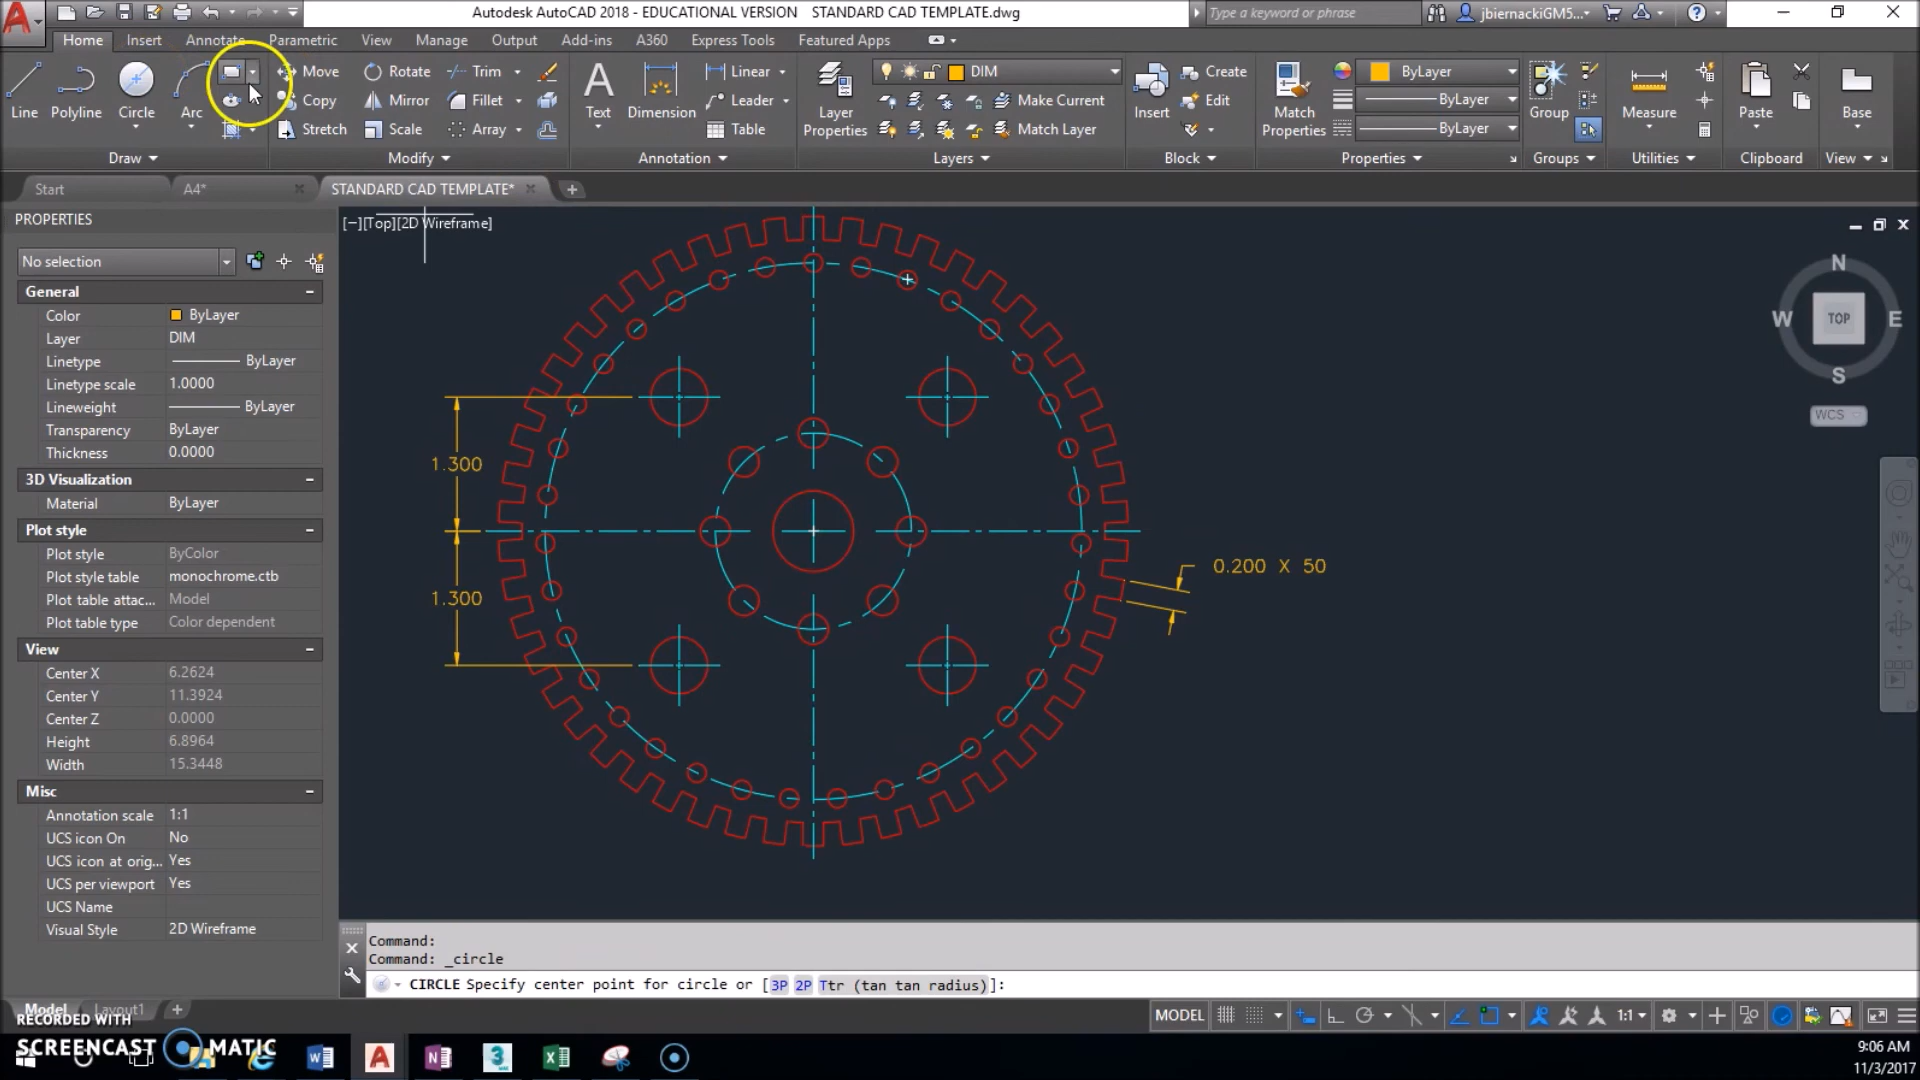 Autodesk AutoCAD 2018 - EDUCATIONAL VERSION STANDARD CAD TEMPLATE.dwg
Type a keyword or phrase
jbiernackiGM5...
Home Insert Annotate Parametric View Manage Output Add-ins A360 Express Tools Featured Apps
Line Polyline Circle Arc
Move Rotate Trim
Copy Mirror Fillet
Stretch Scale Array
Text Dimension
Linear
Leader
Table
Layer Properties
DIM
Make Current
Match Layer
Insert
Create
Edit
Match Properties
ByLayer
ByLayer
ByLayer
Group
Measure
Paste
Base
Draw Modify Annotation Layers Block Properties Groups Utilities Clipboard View
Start A4* STANDARD CAD TEMPLATE*
PROPERTIES
No selection
General
Color ByLayer
Layer DIM
Linetype ByLayer
Linetype scale 1.0000
Lineweight ByLayer
Transparency ByLayer
Thickness 0.0000
3D Visualization
Material ByLayer
Plot style
Plot style ByColor
Plot style table monochrome.ctb
Plot table attac... Model
Plot table type Color dependent
View
Center X 6.2624
Center Y 11.3924
Center Z 0.0000
Height 6.8964
Width 15.3448
Misc
Annotation scale 1:1
UCS icon On No
UCS icon at orig... Yes
UCS per viewport Yes
UCS Name
Visual Style 2D Wireframe
[−][Top][2D Wireframe]
1.300
1.300
0.200 X 50
N
W TOP E
S
WCS
Command:
Command: _circle
CIRCLE Specify center point for circle or [3P 2P Ttr (tan tan radius)]:
Model Layout1
MODEL 1:1
RECORDED WITH
SCREENCAST MATIC
9:06 AM
11/3/2017